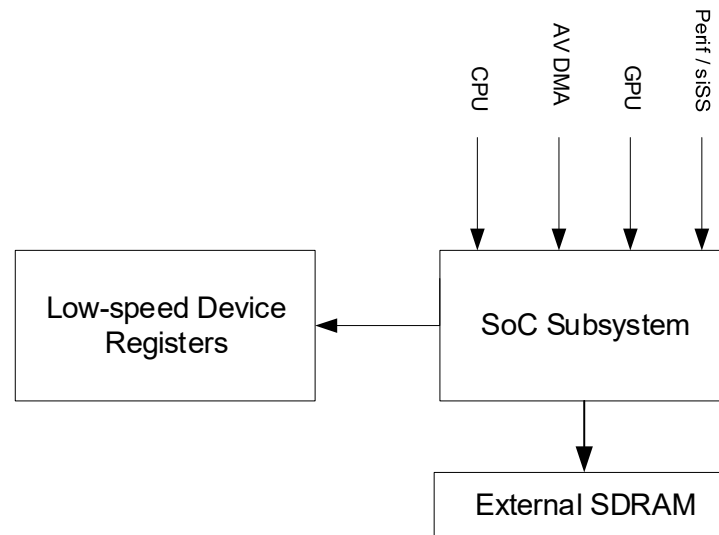 CPU
AV DMA
GPU
Perif / siSS
Low-speed Device
Registers
SoC Subsystem
External SDRAM